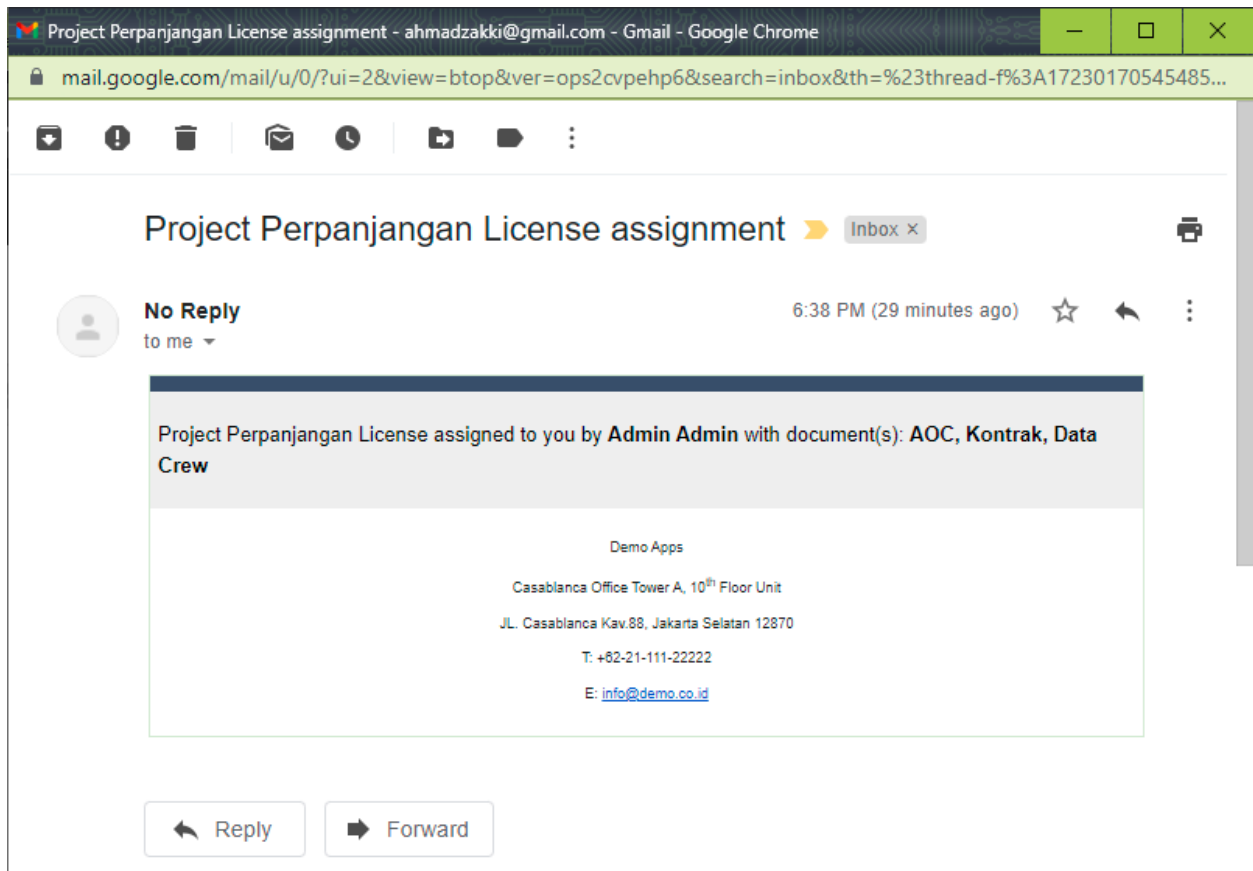 Project Perpanjangan License assignment - ahmadzakki@gmail.com - Gmail - Google Chrome
mail.google.com/mail/u/0/?ui=2&view=btop&ver=ops2cvpehp6&search=inbox&th=%23thread-f%3A17230170545485...
Project Perpanjangan License assignment Inbox ×
No Reply 6:38 PM (29 minutes ago)
to me
Project Perpanjangan License assigned to you by Admin Admin with document(s): AOC, Kontrak, Data
Crew
Demo Apps
Casablanca Office Tower A, 10th Floor Unit
JL. Casablanca Kav.88, Jakarta Selatan 12870
T: +62-21-111-22222
E: info@demo.co.id
Reply Forward